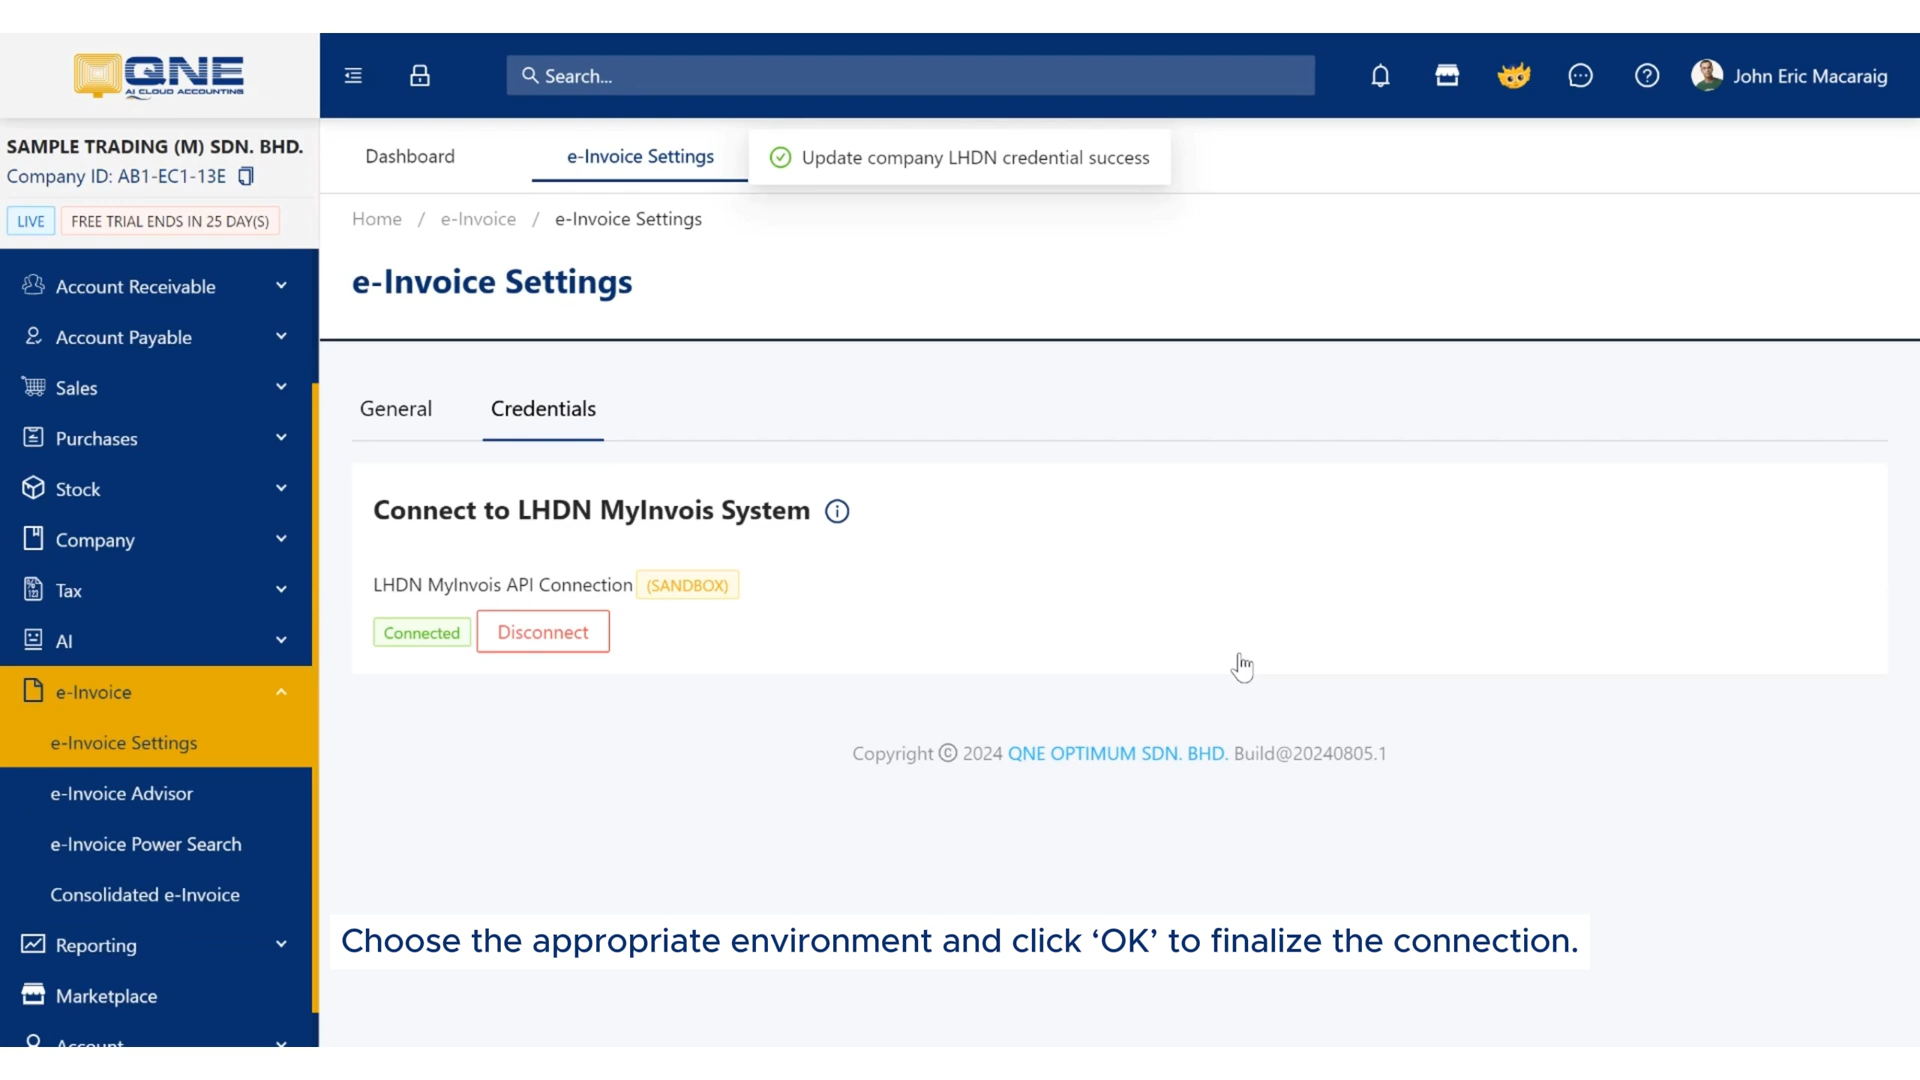 QNE
AI CLOUD ACCOUNTING
Search...
John Eric Macaraig
SAMPLE TRADING (M) SDN. BHD.
Company ID: AB1-EC1-13E
LIVE
FREE TRIAL ENDS IN 25 DAY(S)
Dashboard
e-Invoice Settings
Update company LHDN credential success
Home / e-Invoice / e-Invoice Settings
e-Invoice Settings
Account Receivable
Account Payable
Sales
Purchases
Stock
Company
Tax
AI
e-Invoice
e-Invoice Settings
e-Invoice Advisor
e-Invoice Power Search
Consolidated e-Invoice
Reporting
Marketplace
Account
General
Credentials
Connect to LHDN MyInvois System
LHDN MyInvois API Connection (SANDBOX)
Connected
Disconnect
Copyright © 2024 QNE OPTIMUM SDN. BHD. Build@20240805.1
Choose the appropriate environment and click ‘OK’ to finalize the connection.